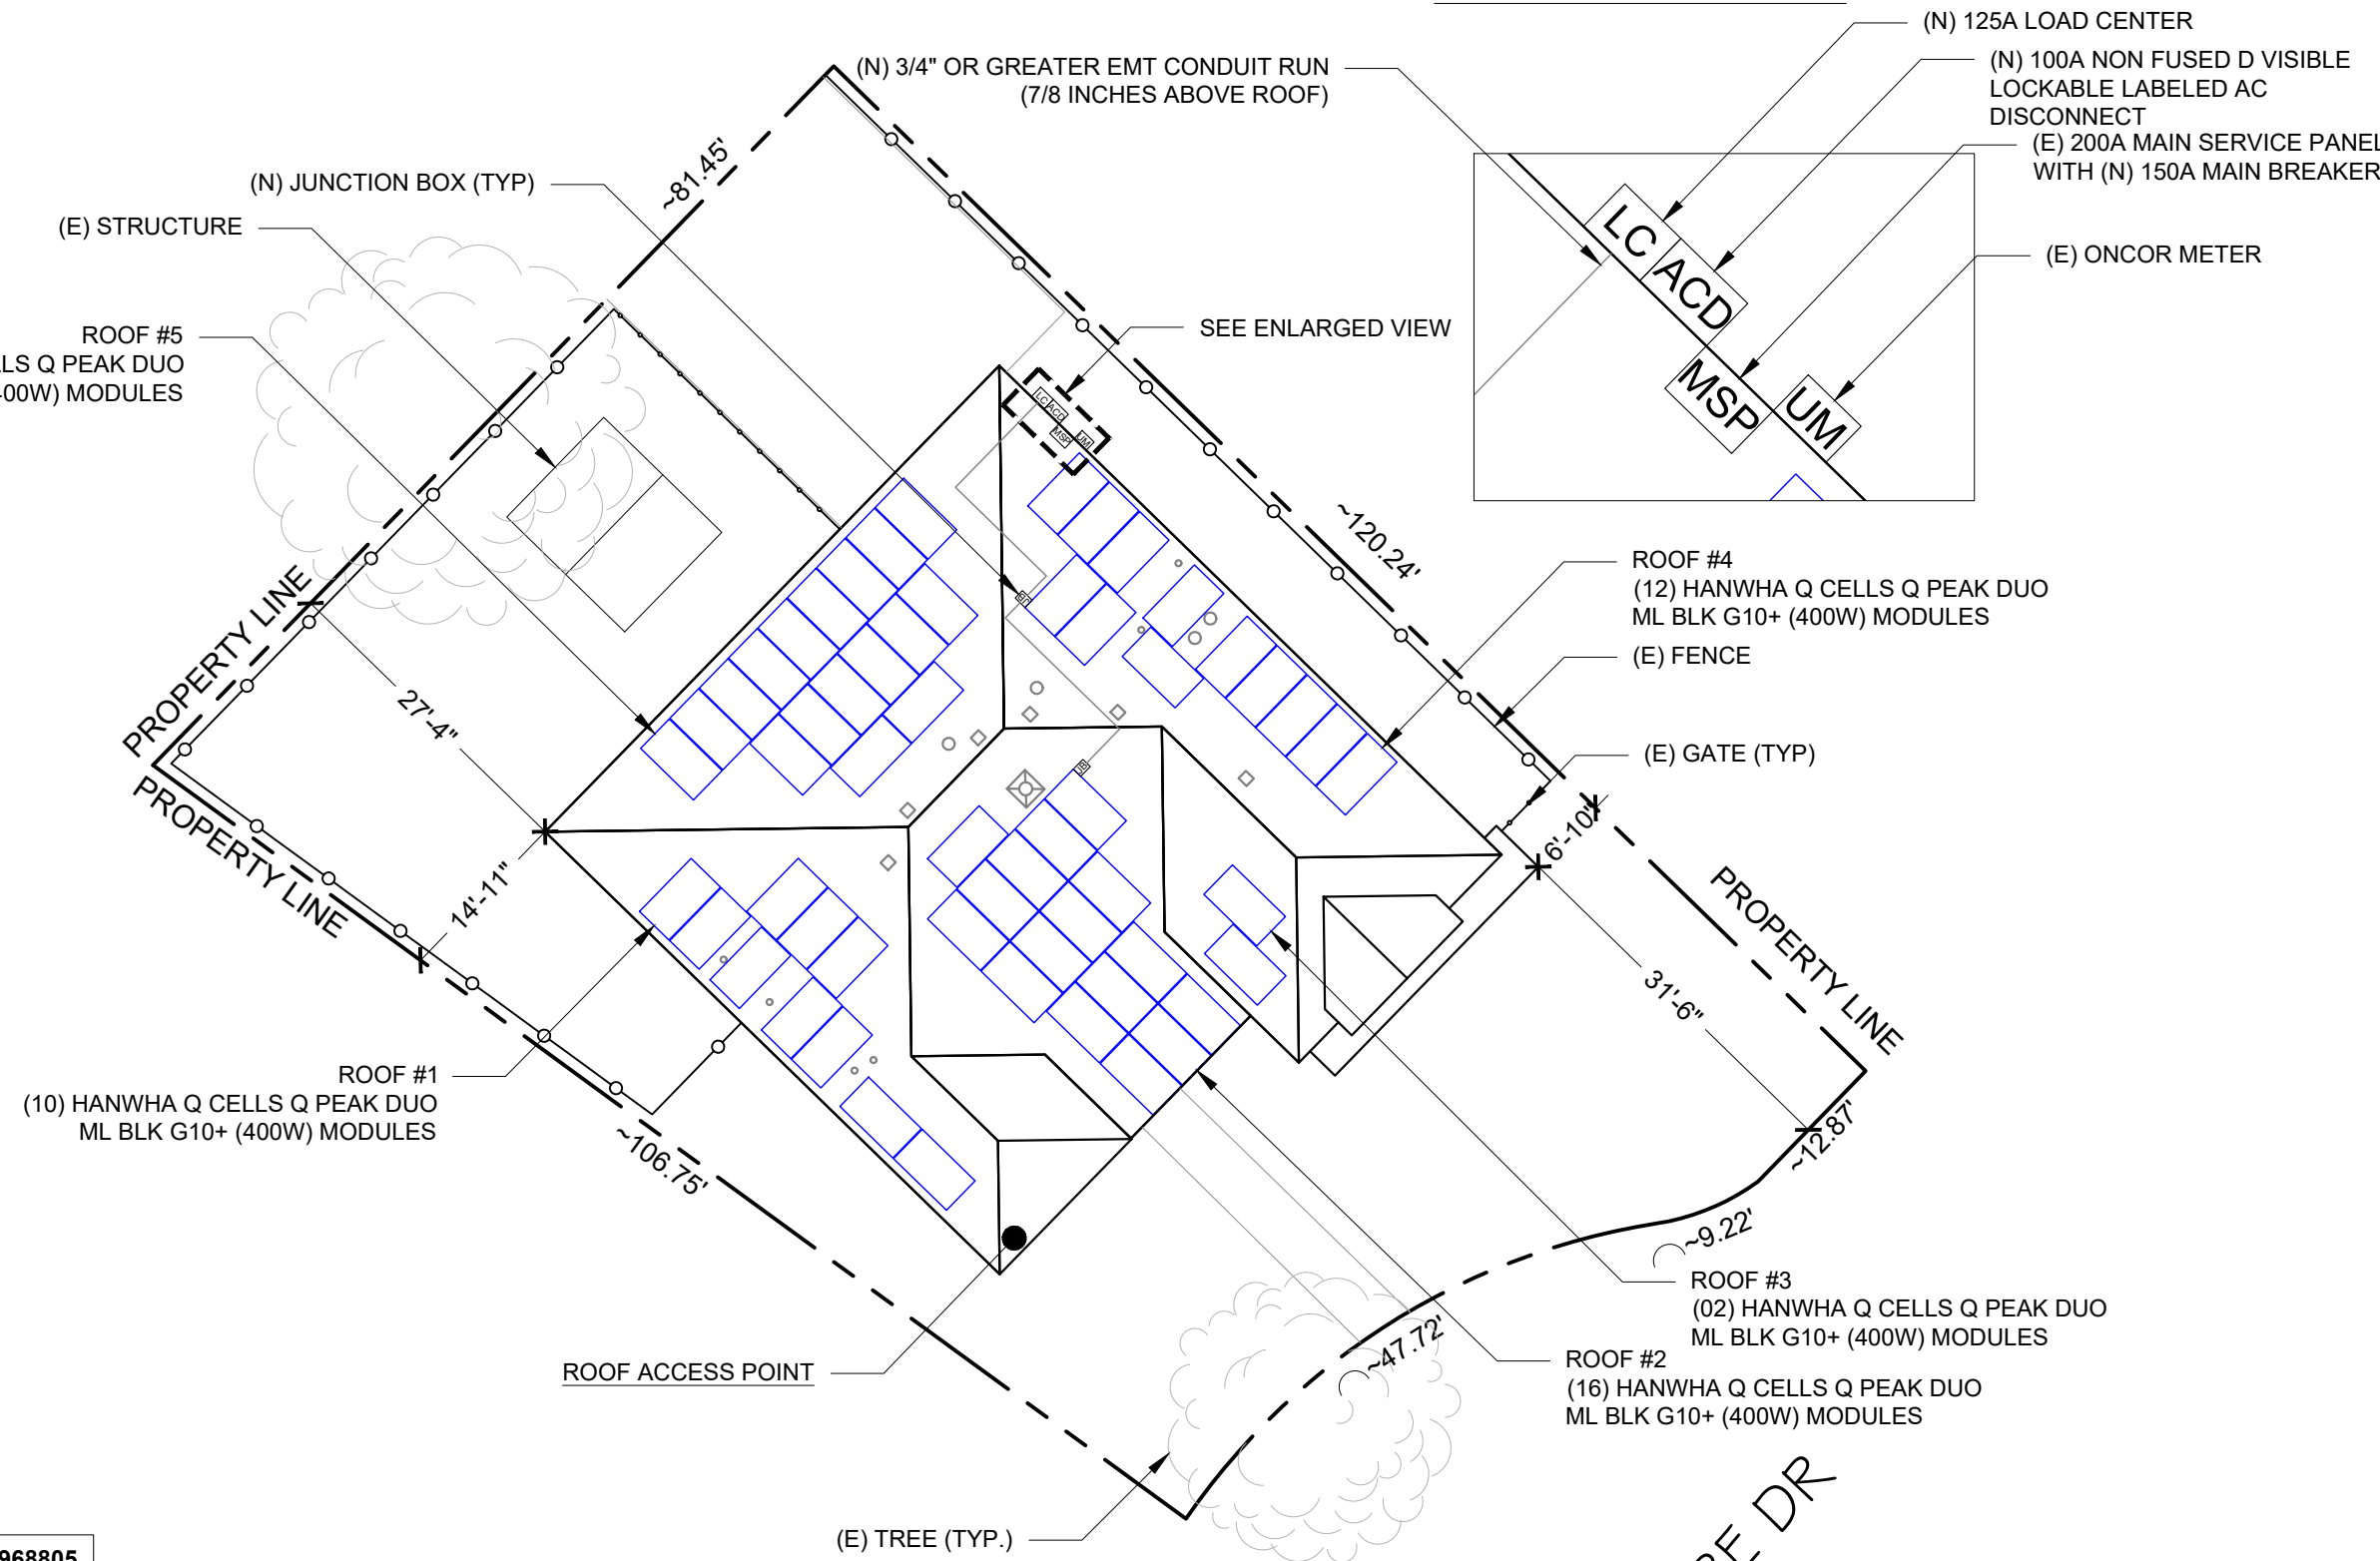 (N) 125A LOAD CENTER
(N) 100A NON FUSED D VISIBLE
LOCKABLE LABELED AC
DISCONNECT
(E) 200A MAIN SERVICE PANEL
WITH (N) 150A MAIN BREAKER
(E) ONCOR METER
(N) 3/4" OR GREATER EMT CONDUIT RUN
(7/8 INCHES ABOVE ROOF)
LC
ACD
MSP
UM
(N) JUNCTION BOX (TYP)
(E) STRUCTURE
ROOF #5
Q PEAK DUO
MODULES
~81.45'
SEE ENLARGED VIEW
LC
ACD
MSP
UM
~120.24'
ROOF #4
(12) HANWHA Q CELLS Q PEAK DUO
ML BLK G10+ (400W) MODULES
(E) FENCE
(E) GATE (TYP)
PROPERTY LINE
PROPERTY LINE
27'-4"
14'-11"
JB
6'-10"
PROPERTY LINE
31'-6"
~12.87'
~9.22'
ROOF #1
(10) HANWHA Q CELLS Q PEAK DUO
ML BLK G10+ (400W) MODULES
~106.75'
ROOF #3
(02) HANWHA Q CELLS Q PEAK DUO
ML BLK G10+ (400W) MODULES
~47.72'
ROOF #2
(16) HANWHA Q CELLS Q PEAK DUO
ML BLK G10+ (400W) MODULES
ROOF ACCESS POINT
(E) TREE (TYP.)
DR
968805